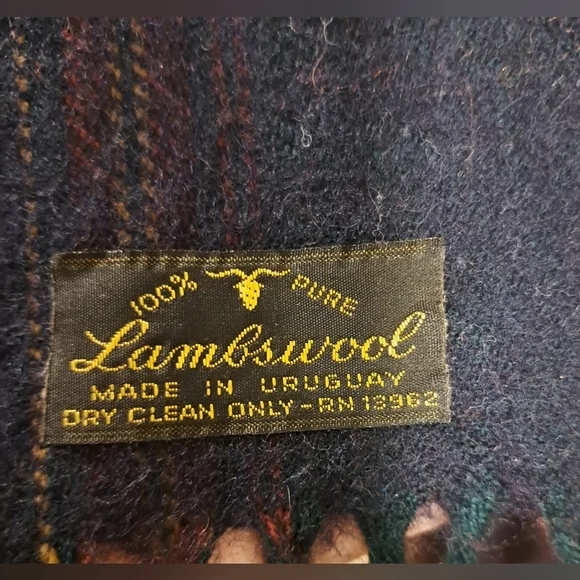 100% PURE
Lambswool
MADE IN URUGUAY
DRY CLEAN ONLY-RN 13962